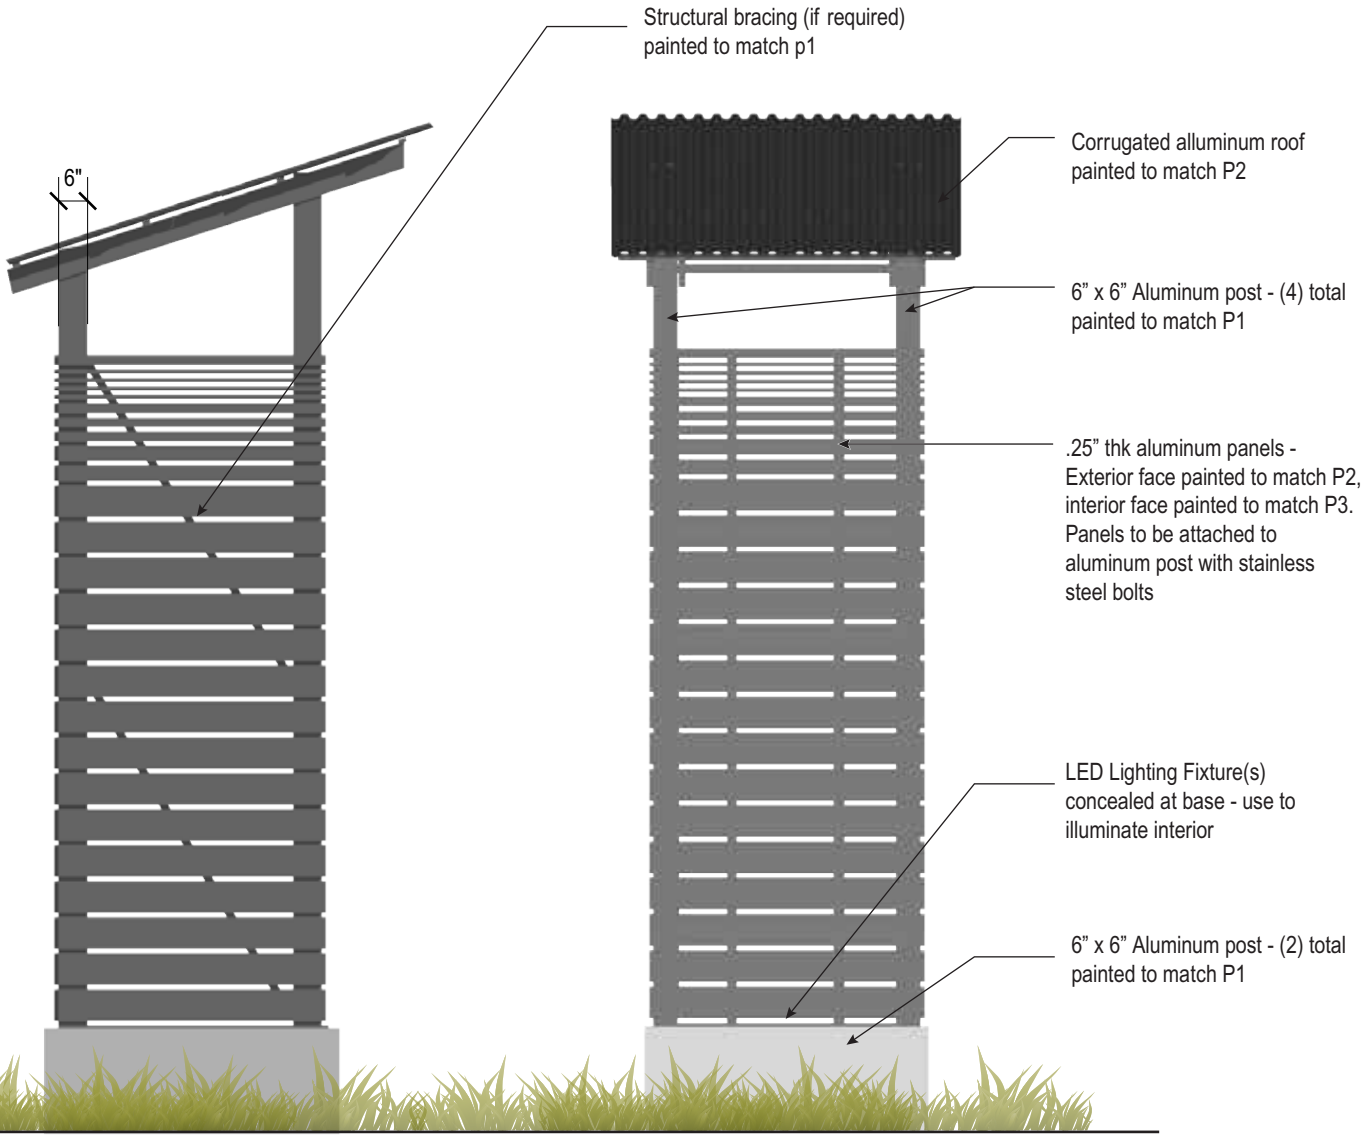 Structural bracing (if required)
painted to match p1
6"
Corrugated alluminum roof
painted to match P2
6” x 6” Aluminum post - (4) total
painted to match P1
.25” thk aluminum panels -
Exterior face painted to match P2,
interior face painted to match P3.
Panels to be attached to
aluminum post with stainless
steel bolts
LED Lighting Fixture(s)
concealed at base - use to
illuminate interior
6” x 6” Aluminum post - (2) total
painted to match P1